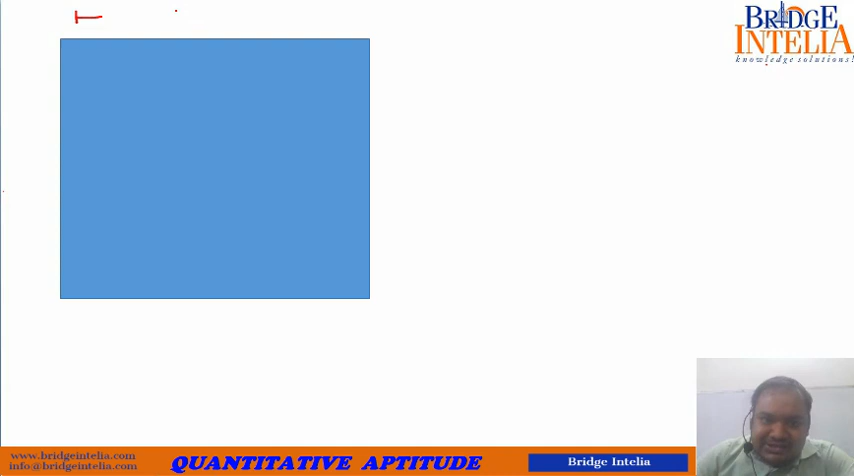 BRIDGE
INTELIA
knowledge solutions!
www.bridgeintelia.com
info@bridgeintelia.com
QUANTITATIVE APTITUDE
Bridge Intelia